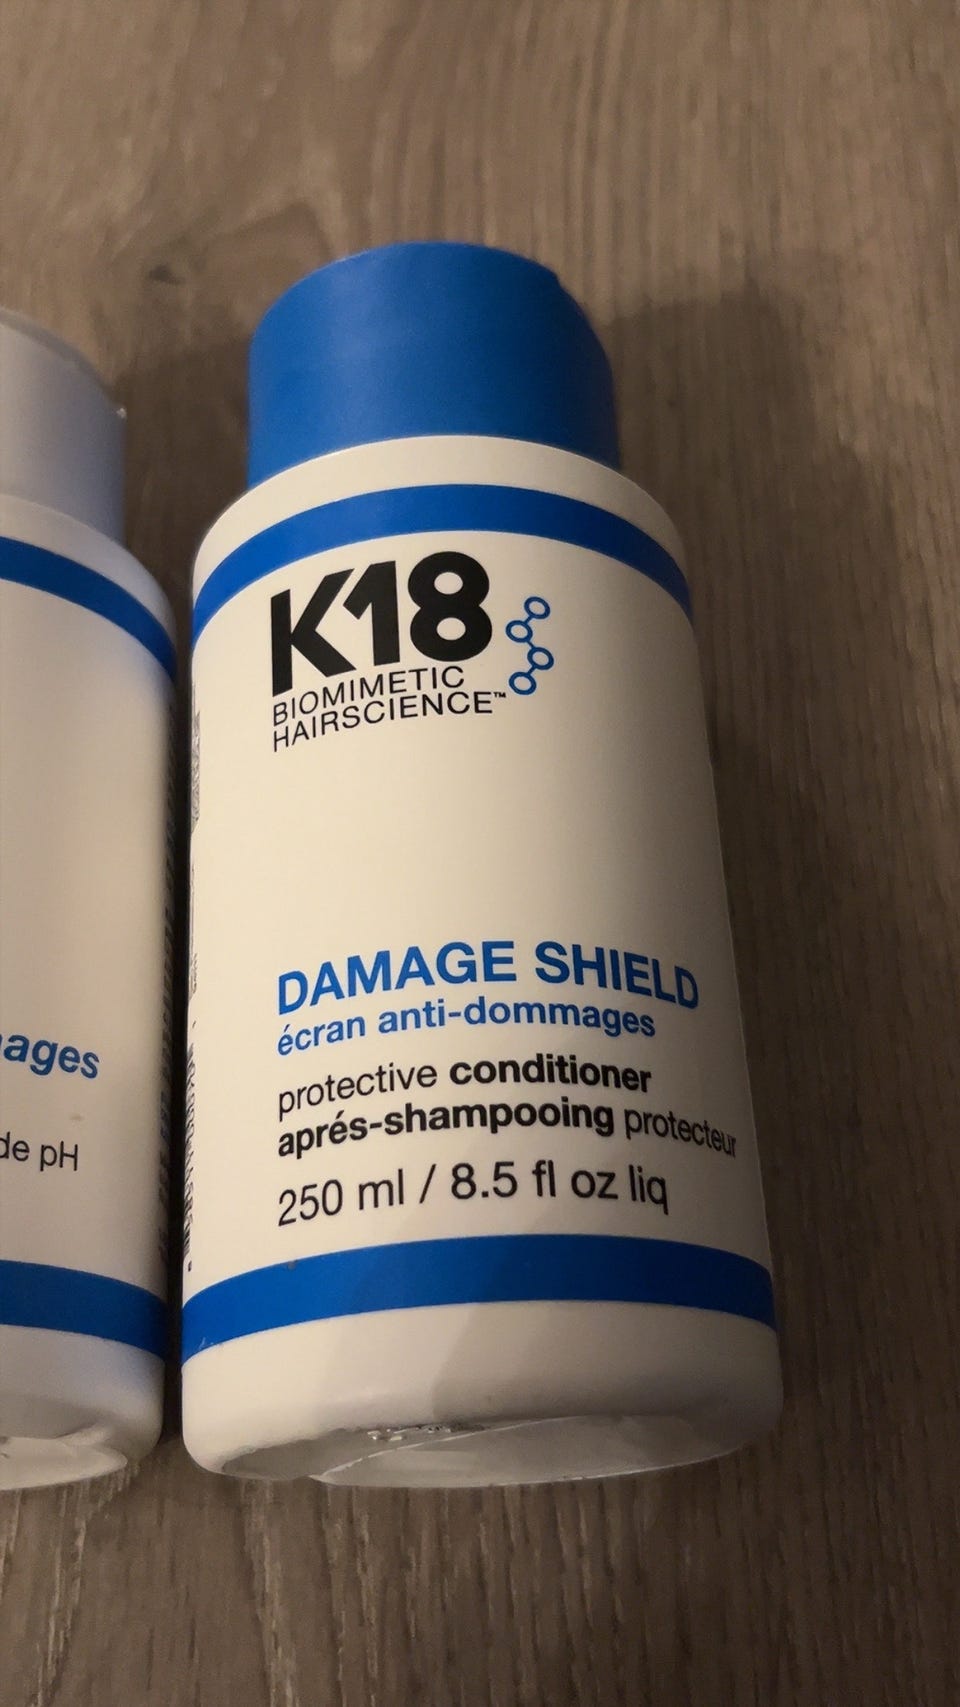 K18
BIOMIMETIC
HAIRSCIENCE™
DAMAGE SHIELD
écran anti-dommages
protective conditioner
aprés-shampooing protecteur
250 ml / 8.5 fl oz liq
ages
de pH